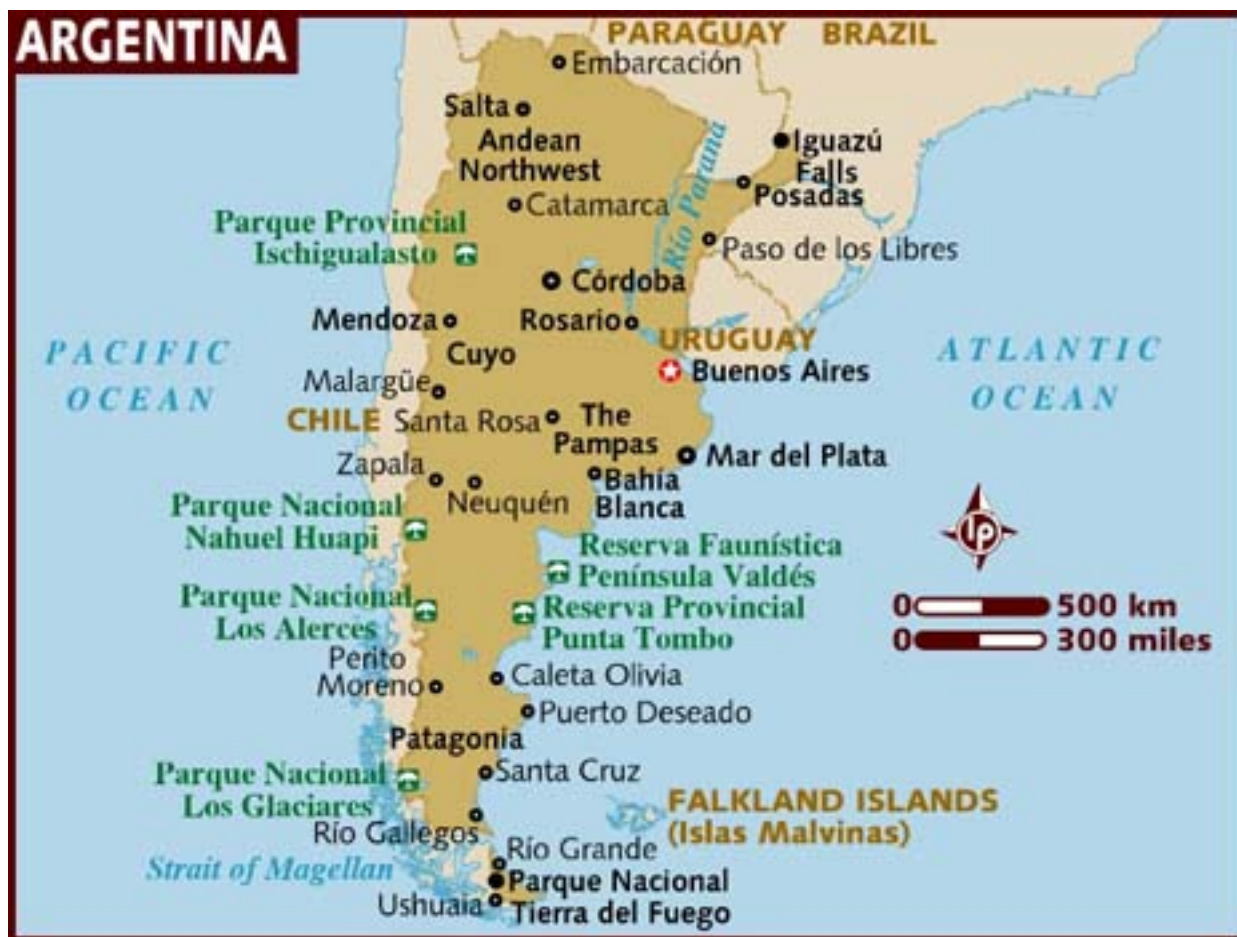 ARGENTINA
PARAGUAY
BRAZIL
Embarcación
Salta
Andean
Northwest
Río Paraná
Iguazú
Falls
Posadas
Catamarca
Parque Provincial
Ischigualasto
Paso de los Libres
Córdoba
Mendoza
Rosario
URUGUAY
Cuyo
Buenos Aires
PACIFIC
OCEAN
ATLANTIC
OCEAN
Malargüe
CHILE
Santa Rosa
The
Pampas
Mar del Plata
Zapala
Neuquén
Bahía
Blanca
Parque Nacional
Nahuel Huapi
lp
Reserva Faunística
Península Valdés
Parque Nacional
Los Alerces
Reserva Provincial
Punta Tombo
0 500 km
0 300 miles
Perito
Moreno
Caleta Olivia
Puerto Deseado
Patagonia
Parque Nacional
Los Glaciares
Santa Cruz
FALKLAND ISLANDS
(Islas Malvinas)
Río Gallegos
Strait of Magellan
Río Grande
Parque Nacional
Tierra del Fuego
Ushuaia